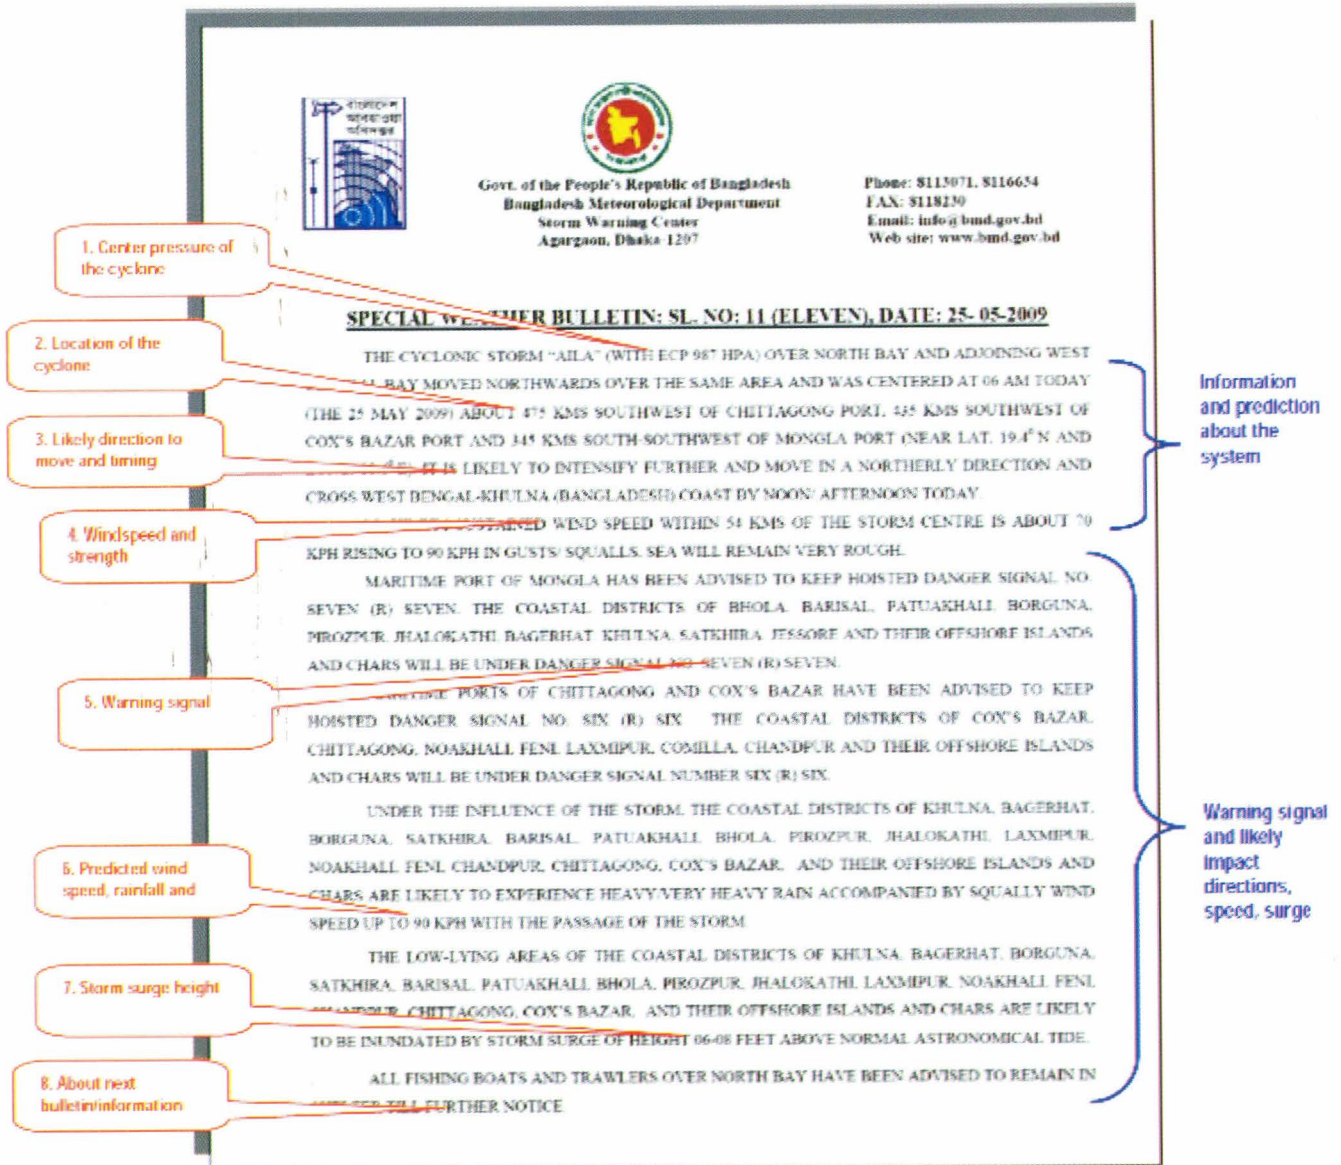 বাংলাদেশ
আবহাওয়া
অধিদপ্তর
Govt. of the People's Republic of Bangladesh
Bangladesh Meteorological Department
Storm Warning Center
Agargaon, Dhaka-1207
Phone: 8113071, 8116634
FAX: 8118230
Email: info@bmd.gov.bd
Web site: www.bmd.gov.bd
SPECIAL WEATHER BULLETIN: SL. NO: 11 (ELEVEN), DATE: 25- 05-2009
THE CYCLONIC STORM "AILA" (WITH ECP 987 HPA) OVER NORTH BAY AND ADJOINING WEST
BAY MOVED NORTHWARDS OVER THE SAME AREA AND WAS CENTERED AT 06 AM TODAY
(THE 25 MAY 2009) ABOUT 475 KMS SOUTHWEST OF CHITTAGONG PORT, 435 KMS SOUTHWEST OF
COX'S BAZAR PORT AND 345 KMS SOUTH-SOUTHWEST OF MONGLA PORT (NEAR LAT. 19.4° N AND
IT IS LIKELY TO INTENSIFY FURTHER AND MOVE IN A NORTHERLY DIRECTION AND
CROSS WEST BENGAL-KHULNA (BANGLADESH) COAST BY NOON/ AFTERNOON TODAY.
SUSTAINED WIND SPEED WITHIN 54 KMS OF THE STORM CENTRE IS ABOUT 70
KPH RISING TO 90 KPH IN GUSTS/ SQUALLS. SEA WILL REMAIN VERY ROUGH.
MARITIME PORT OF MONGLA HAS BEEN ADVISED TO KEEP HOISTED DANGER SIGNAL NO.
SEVEN (R) SEVEN. THE COASTAL DISTRICTS OF BHOLA, BARISAL, PATUAKHALI, BORGUNA,
PIROZPUR, JHALOKATHI, BAGERHAT, KHULNA, SATKHIRA, JESSORE AND THEIR OFFSHORE ISLANDS
AND CHARS WILL BE UNDER DANGER SIGNAL NO. SEVEN (R) SEVEN.
MARITIME PORTS OF CHITTAGONG AND COX'S BAZAR HAVE BEEN ADVISED TO KEEP
HOISTED DANGER SIGNAL NO. SIX (R) SIX THE COASTAL DISTRICTS OF COX'S BAZAR,
CHITTAGONG, NOAKHALI, FENI, LAXMIPUR, COMILLA, CHANDPUR AND THEIR OFFSHORE ISLANDS
AND CHARS WILL BE UNDER DANGER SIGNAL NUMBER SIX (R) SIX.
UNDER THE INFLUENCE OF THE STORM, THE COASTAL DISTRICTS OF KHULNA, BAGERHAT,
BORGUNA, SATKHIRA, BARISAL, PATUAKHALI, BHOLA, PIROZPUR, JHALOKATHI, LAXMIPUR,
NOAKHALI, FENI, CHANDPUR, CHITTAGONG, COX'S BAZAR, AND THEIR OFFSHORE ISLANDS AND
CHARS ARE LIKELY TO EXPERIENCE HEAVY/VERY HEAVY RAIN ACCOMPANIED BY SQUALLY WIND
SPEED UP TO 90 KPH WITH THE PASSAGE OF THE STORM.
THE LOW-LYING AREAS OF THE COASTAL DISTRICTS OF KHULNA, BAGERHAT, BORGUNA,
SATKHIRA, BARISAL, PATUAKHALI, BHOLA, PIROZPUR, JHALOKATHI, LAXMIPUR, NOAKHALI, FENI,
CHANDPUR, CHITTAGONG, COX'S BAZAR, AND THEIR OFFSHORE ISLANDS AND CHARS ARE LIKELY
TO BE INUNDATED BY STORM SURGE OF HEIGHT 06-08 FEET ABOVE NORMAL ASTRONOMICAL TIDE.
ALL FISHING BOATS AND TRAWLERS OVER NORTH BAY HAVE BEEN ADVISED TO REMAIN IN
TILL FURTHER NOTICE
1. Center pressure of
the cyclone
2. Location of the
cyclone
3. Likely direction to
move and timing
4. Windspeed and
strength
5. Warning signal
6. Predicted wind
speed, rainfall and
7. Storm surge height
8. About next
bulletin/information
Information
and prediction
about the
system
Warning signal
and likely
impact
directions,
speed, surge